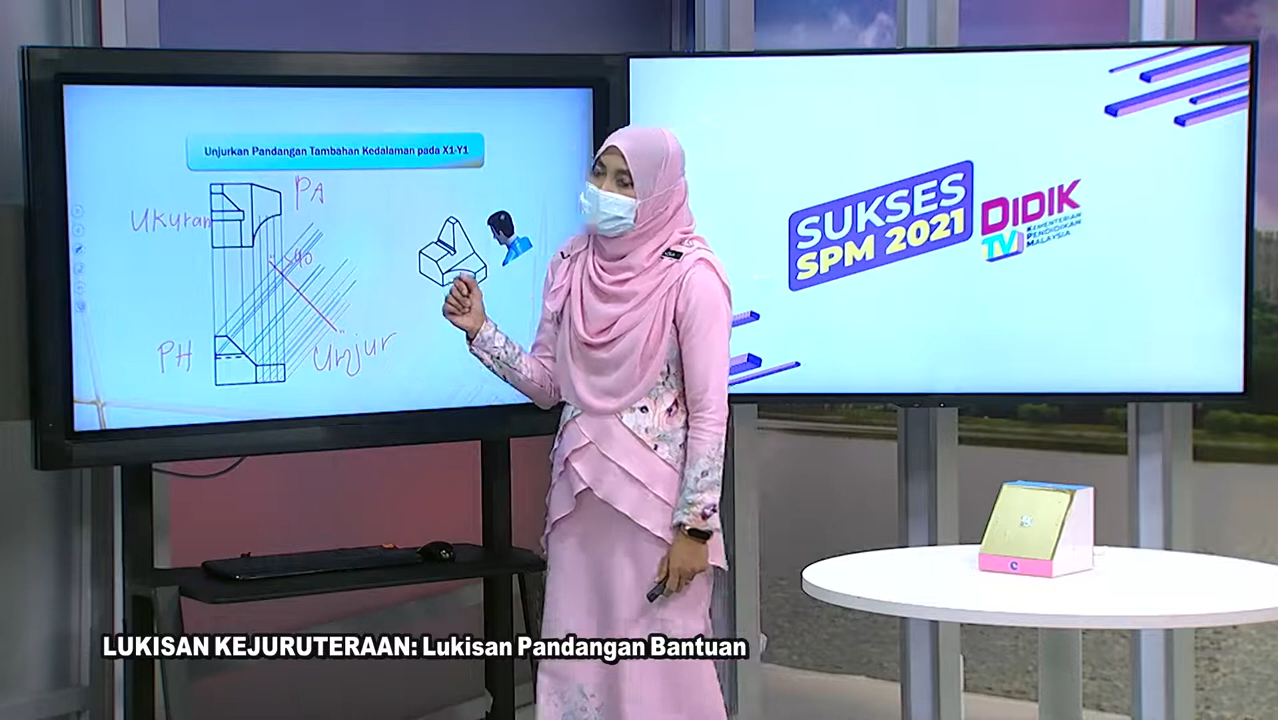 Unjurkan Pandangan Tambahan Kedalaman pada X1-Y1
PA
Ukuran
40
PH
Unjur
SUKSES
SPM 2021
DIDIK
TV
KEMENTERIAN
PENDIDIKAN
MALAYSIA
LUKISAN KEJURUTERAAN: Lukisan Pandangan Bantuan